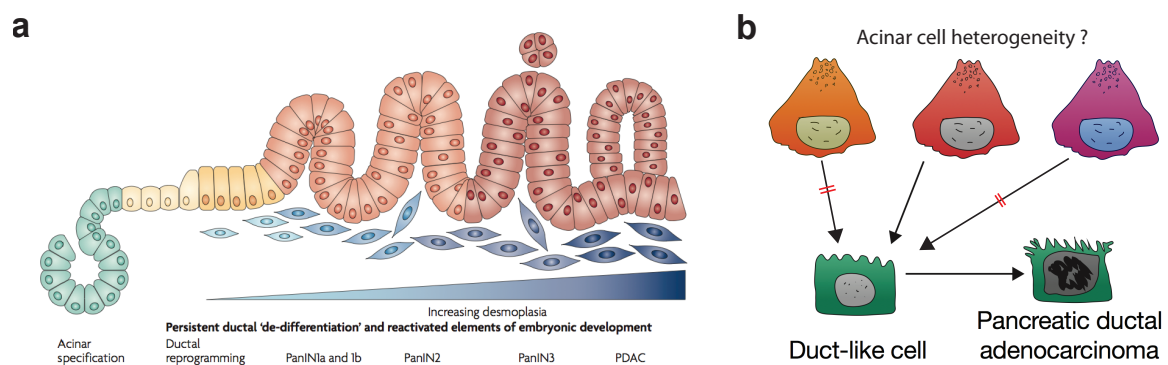 a
Increasing desmoplasia
Persistent ductal ‘de-differentiation’ and reactivated elements of embryonic development
Acinar
specification
Ductal
reprogramming
PanIN1a and 1b
PanIN2
PanIN3
PDAC
b
Acinar cell heterogeneity ?
Duct-like cell
Pancreatic ductal
adenocarcinoma